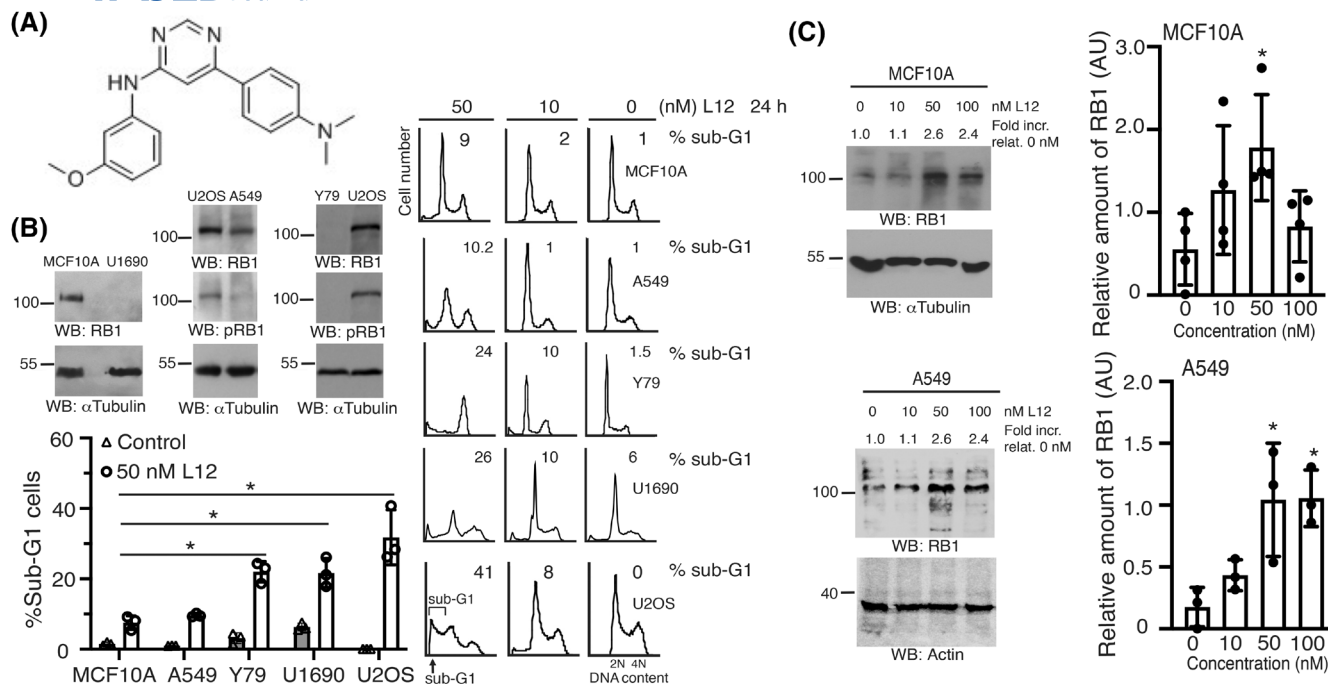 (A)
N
N
HN
N
O
(B)
MCF10A U1690
100
WB: RB1
55
WB: αTubulin
U2OS A549
100
WB: RB1
100
WB: pRB1
55
WB: αTubulin
Y79 U2OS
100
WB: RB1
100
WB: pRB1
55
WB: αTubulin
%Sub-G1 cells
60
40
20
0
Control
50 nM L12
*
*
*
MCF10A A549 Y79 U1690 U2OS
50 10 0 (nM) L12 24 h
Cell number
9 2 1 % sub-G1
MCF10A
10.2 1 1 % sub-G1
A549
24 10 1.5 % sub-G1
Y79
26 10 6 % sub-G1
U1690
41 8 0 % sub-G1
sub-G1
U2OS
2N 4N
sub-G1
DNA content
(C)
MCF10A
0 10 50 100 nM L12
1.0 1.1 2.6 2.4 Fold incr.
relat. 0 nM
100
WB: RB1
55
WB: αTubulin
A549
0 10 50 100 nM L12
1.0 1.1 2.6 2.4 Fold incr.
relat. 0 nM
100
WB: RB1
40
WB: Actin
MCF10A
Relative amount of RB1 (AU)
3.0
2.0
1.0
0
*
0 10 50 100
Concentration (nM)
A549
Relative amount of RB1 (AU)
2.0
1.5
1.0
0.5
0
*
*
0 10 50 100
Concentration (nM)